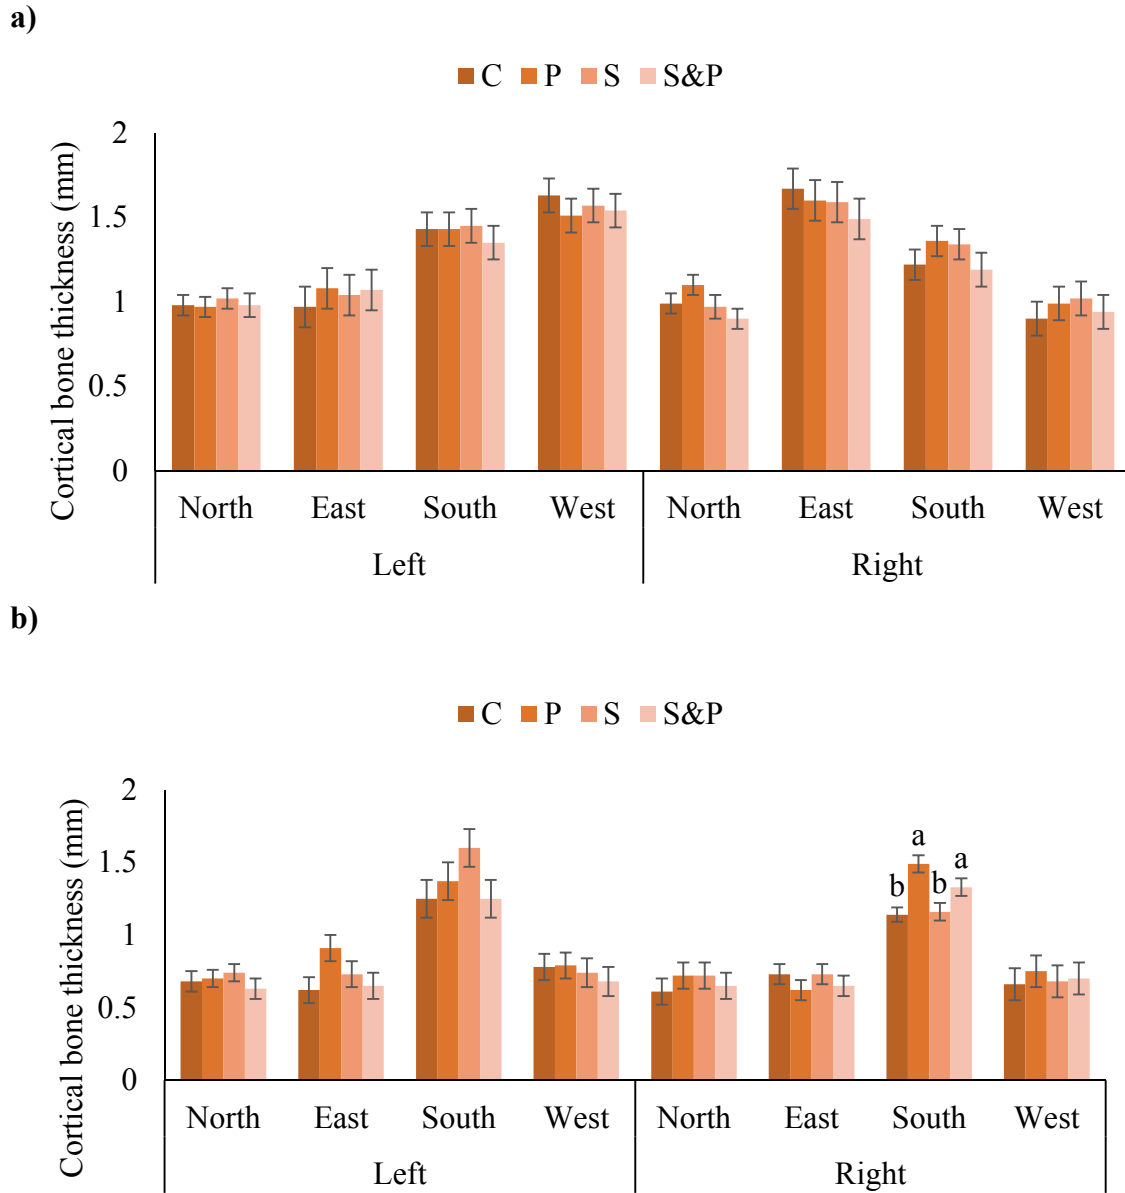 a)
C P S S&P
Cortical bone thickness (mm)
2
1.5
1
0.5
0
North East South West North East South West
Left Right
b)
C P S S&P
Cortical bone thickness (mm)
2
1.5
1
0.5
0
b a b a
North East South West North East South West
Left Right